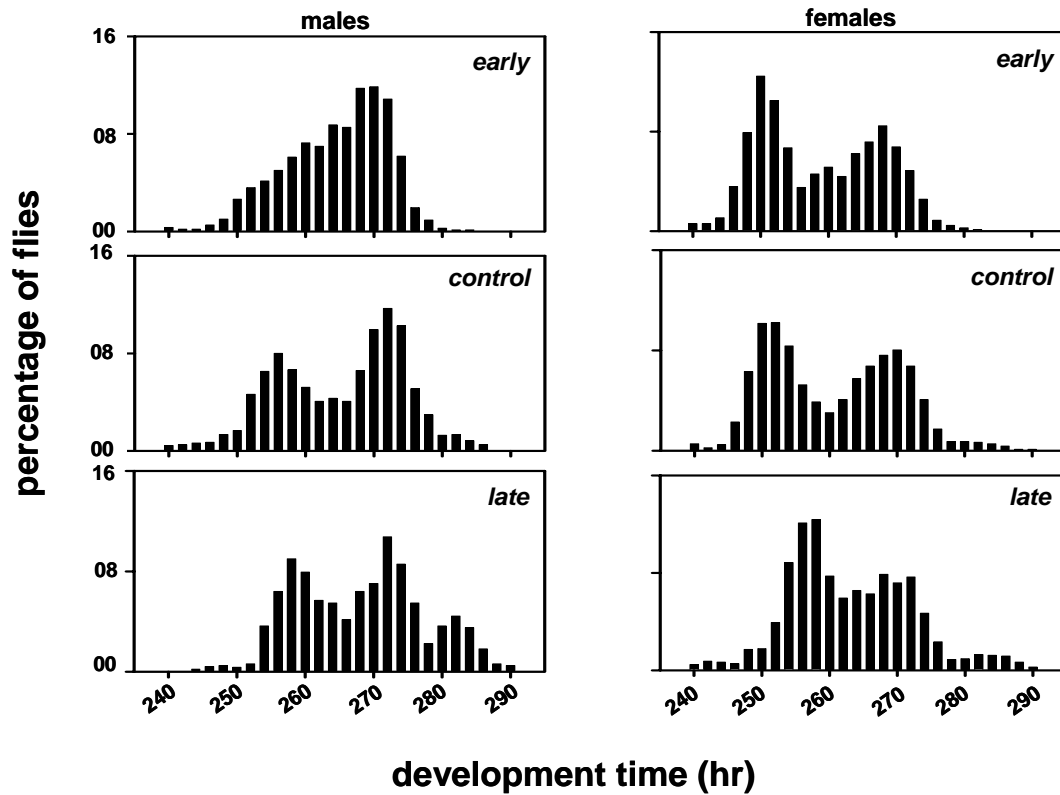 males
females
16
early
early
08
00
16
control
control
08
00
16
late
late
08
00
240 250 260 270 280 290
240 250 260 270 280 290
percentage of flies
development time (hr)